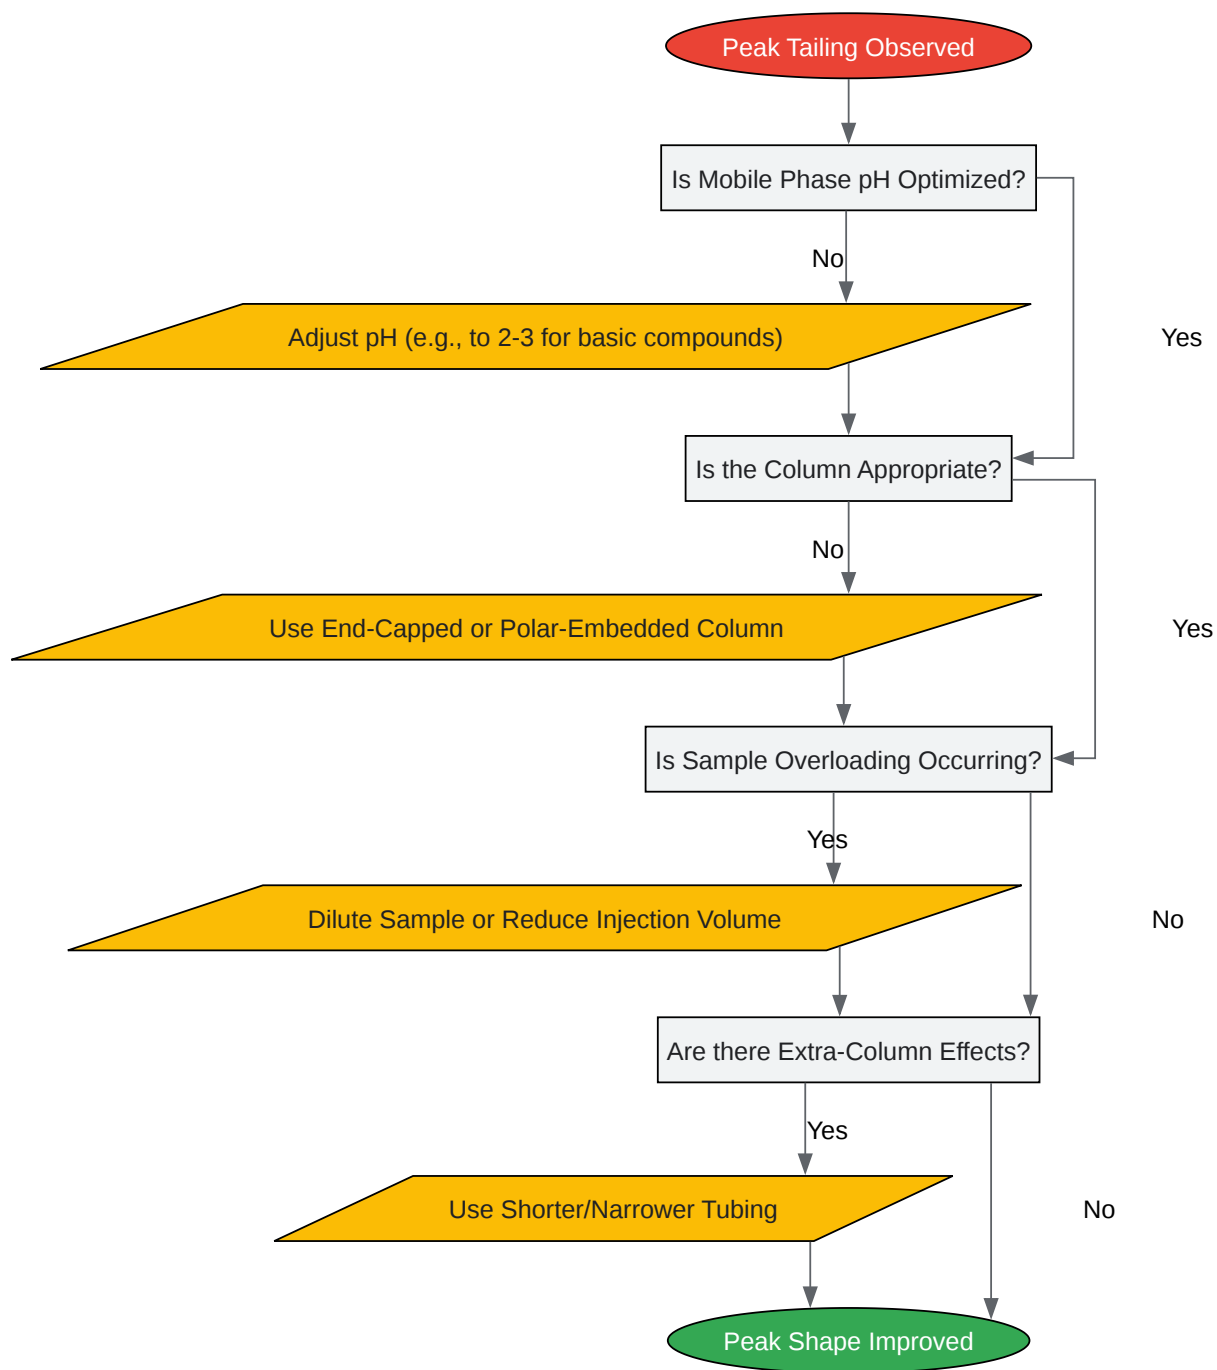 Peak Tailing Observed
Is Mobile Phase pH Optimized?
No
Adjust pH (e.g., to 2-3 for basic compounds)
Yes
Is the Column Appropriate?
No
Use End-Capped or Polar-Embedded Column
Yes
Is Sample Overloading Occurring?
Yes
Dilute Sample or Reduce Injection Volume
No
Are there Extra-Column Effects?
Yes
Use Shorter/Narrower Tubing
No
Peak Shape Improved